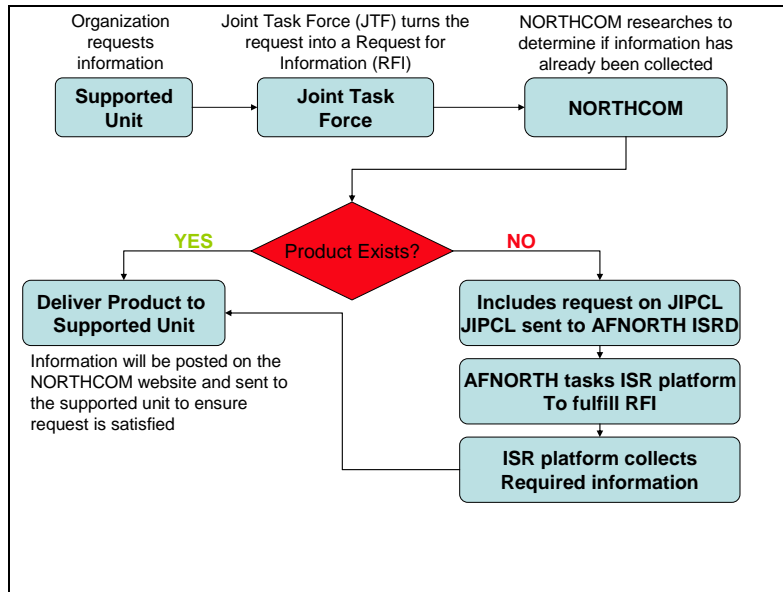 Organization
requests
information
Joint Task Force (JTF) turns the
request into a Request for
Information (RFI)
NORTHCOM researches to
determine if information has
already been collected
Supported
Unit
Joint Task
Force
NORTHCOM
Product Exists?
YES
NO
Deliver Product to
Supported Unit
Information will be posted on the
NORTHCOM website and sent to
the supported unit to ensure
request is satisfied
Includes request on JIPCL
JIPCL sent to AFNORTH ISRD
AFNORTH tasks ISR platform
To fulfill RFI
ISR platform collects
Required information